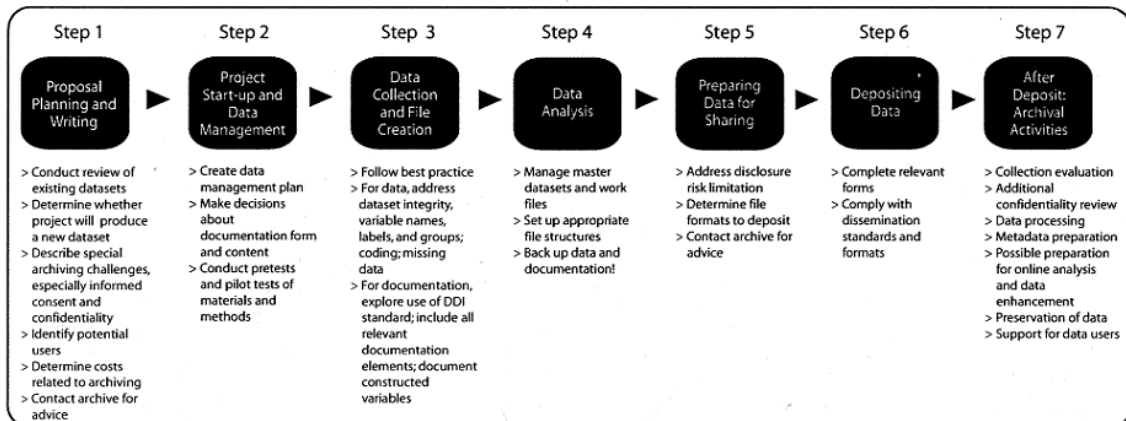 Step 1
Proposal
Planning and
Writing
> Conduct review of
existing datasets
> Determine whether
project will produce
a new dataset
> Describe special
archiving challenges,
especially informed
consent and
confidentiality
> Identify potential
users
> Determine costs
related to archiving
> Contact archive for
advice
Step 2
Project
Start-up and
Data
Management
> Create data
management plan
> Make decisions
about
documentation form
and content
> Conduct pretests
and pilot tests of
materials and
methods
Step 3
Data
Collection
and File
Creation
> Follow best practice
> For data, address
dataset integrity,
variable names,
labels, and groups;
coding; missing
data
> For documentation,
explore use of DDI
standard; include all
relevant
documentation
elements; document
constructed
variables
Step 4
Data
Analysis
> Manage master
datasets and work
files
> Set up appropriate
file structures
> Back up data and
documentation!
Step 5
Preparing
Data for
Sharing
> Address disclosure
risk limitation
> Determine file
formats to deposit
> Contact archive for
advice
Step 6
Depositing
Data
> Complete relevant
forms
> Comply with
dissemination
standards and
formats
Step 7
After
Deposit:
Archival
Activities
> Collection evaluation
> Additional
confidentiality review
> Data processing
> Metadata preparation
> Possible preparation
for online analysis
and data
enhancement
> Preservation of data
> Support for data users